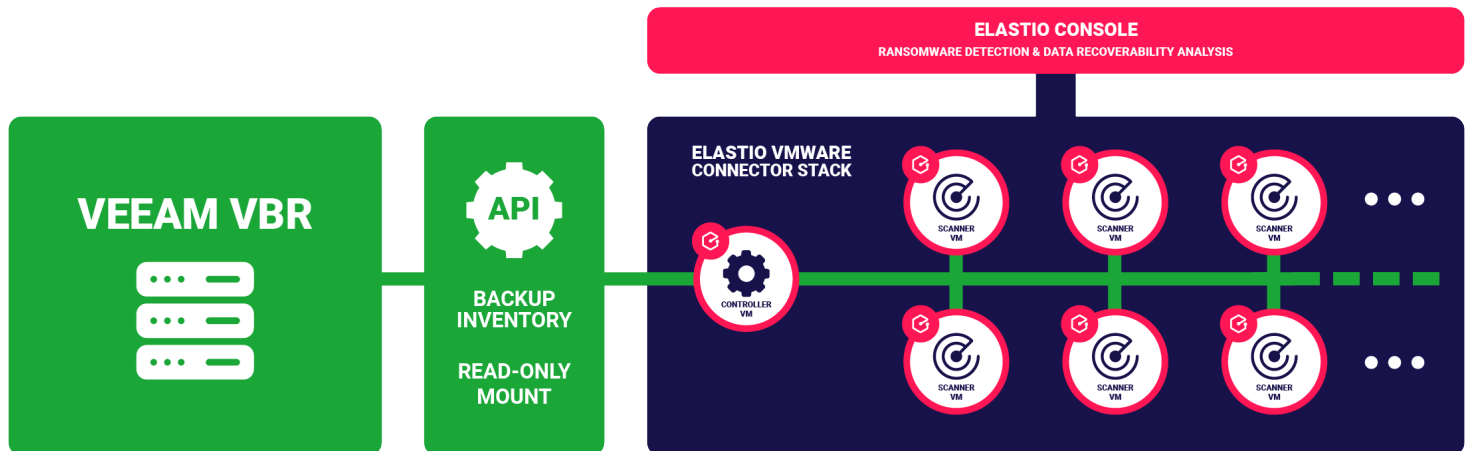 ELASTIO CONSOLE
RANSOMWARE DETECTION & DATA RECOVERABILITY ANALYSIS
VEEAM VBR
API
BACKUP
INVENTORY
READ-ONLY
MOUNT
ELASTIO VMWARE
CONNECTOR STACK
CONTROLLER
VM
SCANNER
VM
SCANNER
VM
SCANNER
VM
SCANNER
VM
SCANNER
VM
SCANNER
VM